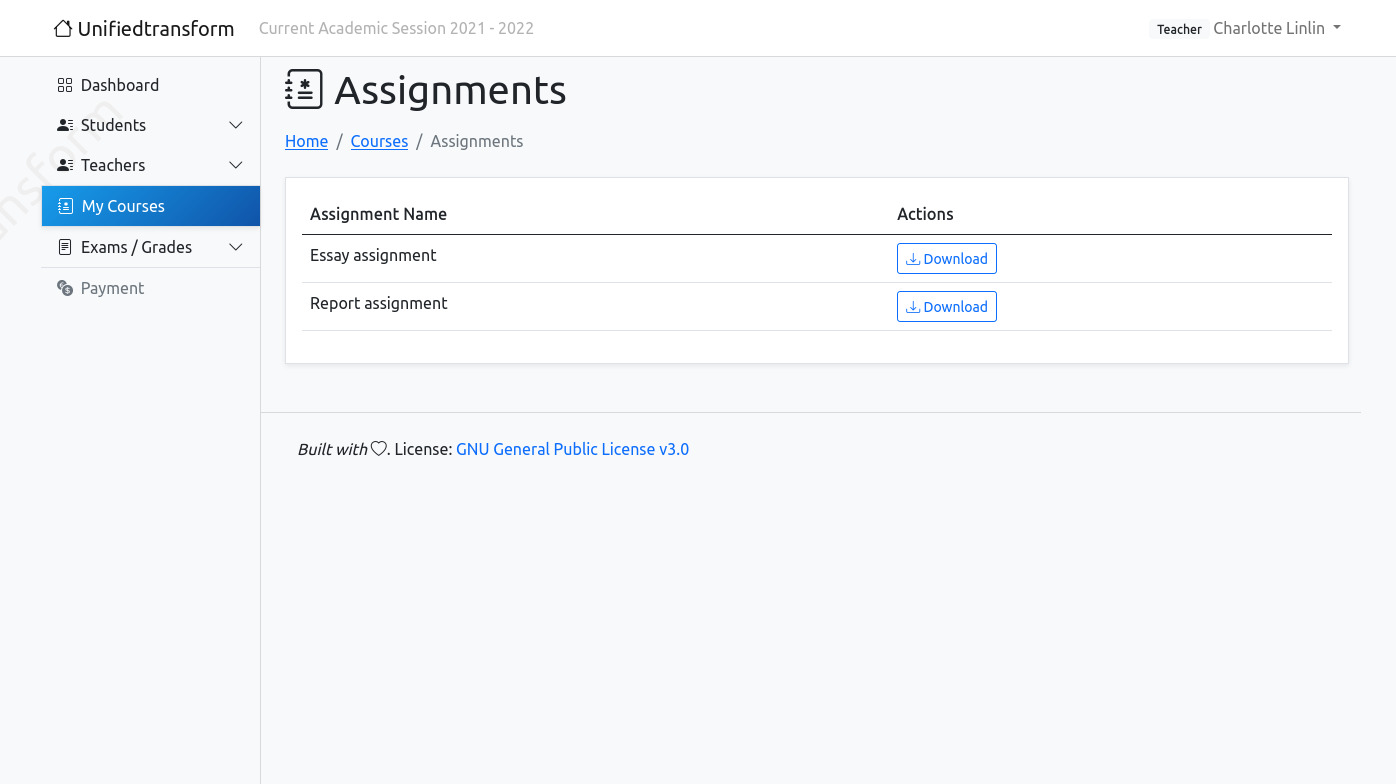 Unifiedtransform
Current Academic Session 2021 - 2022
Teacher Charlotte Linlin
Dashboard
Students
Teachers
My Courses
Exams / Grades
Payment
Assignments
Home / Courses / Assignments
Assignment Name Actions
Essay assignment Download
Report assignment Download
Built with. License: GNU General Public License v3.0